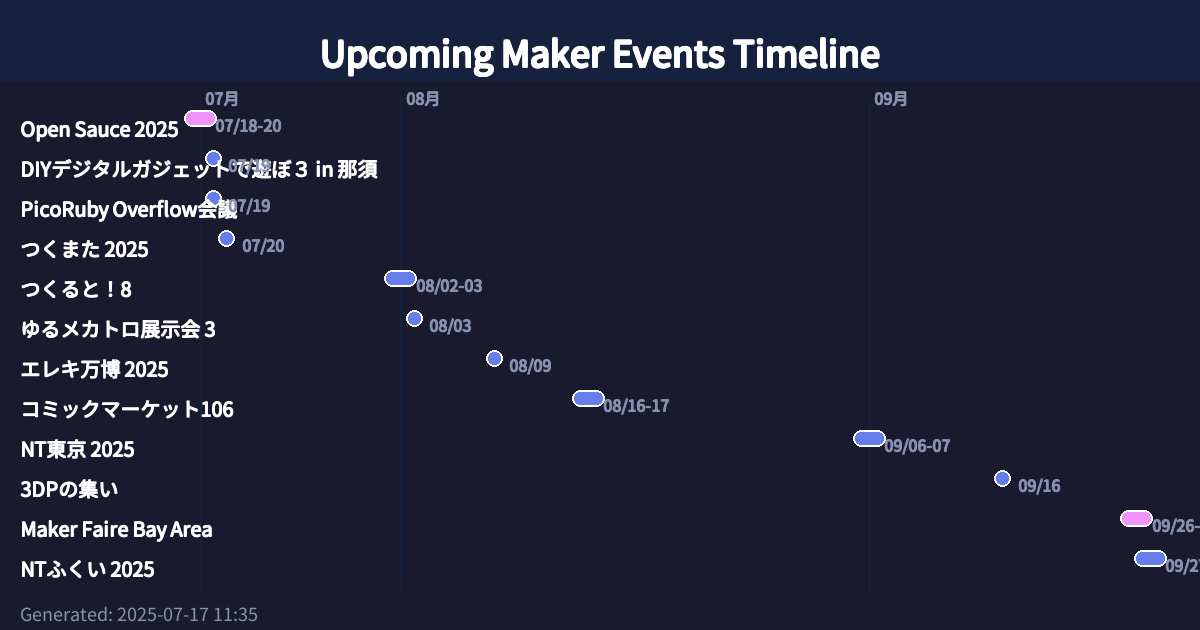 Upcoming Maker Events Timeline
07月 08月 09月
Open Sauce 2025 07/18-20
DIYデジタルガジェットで遊ぼ３ in 那須 07/19
PicoRuby Overflow会議 07/19
つくまた 2025 07/20
つくると！8 08/02-03
ゆるメカトロ展示会 3 08/03
エレキ万博 2025 08/09
コミックマーケット106 08/16-17
NT東京 2025 09/06-07
3DPの集い 09/16
Maker Faire Bay Area 09/26-
NTふくい 2025 09/27
Generated: 2025-07-17 11:35